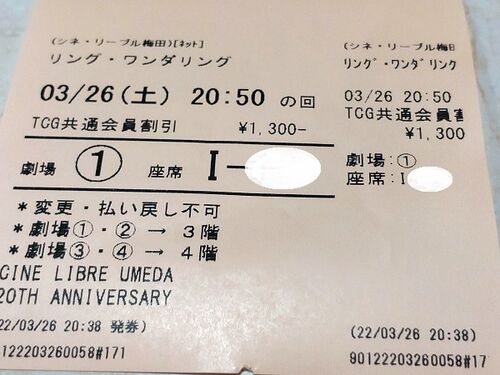 (シネ・リーブル梅田)[ネット]
リング・ワンダリング
03/26(土) 20:50 の回
TCG共通会員割引 ¥1,300-
劇場 ① 座席 I-
*変更・払い戻し不可
*劇場①・② → 3階
*劇場③・④ → 4階
CINE LIBRE UMEDA
20TH ANNIVERSARY
(22/03/26 20:38 発券)
90122203260058#171
(シネ・リーブル梅田
リング・ワンダリング
03/26 20:50
TCG共通会員割
¥1,300
劇場:①
座席:I
(22/03/26 20:38)
90122203260058#17